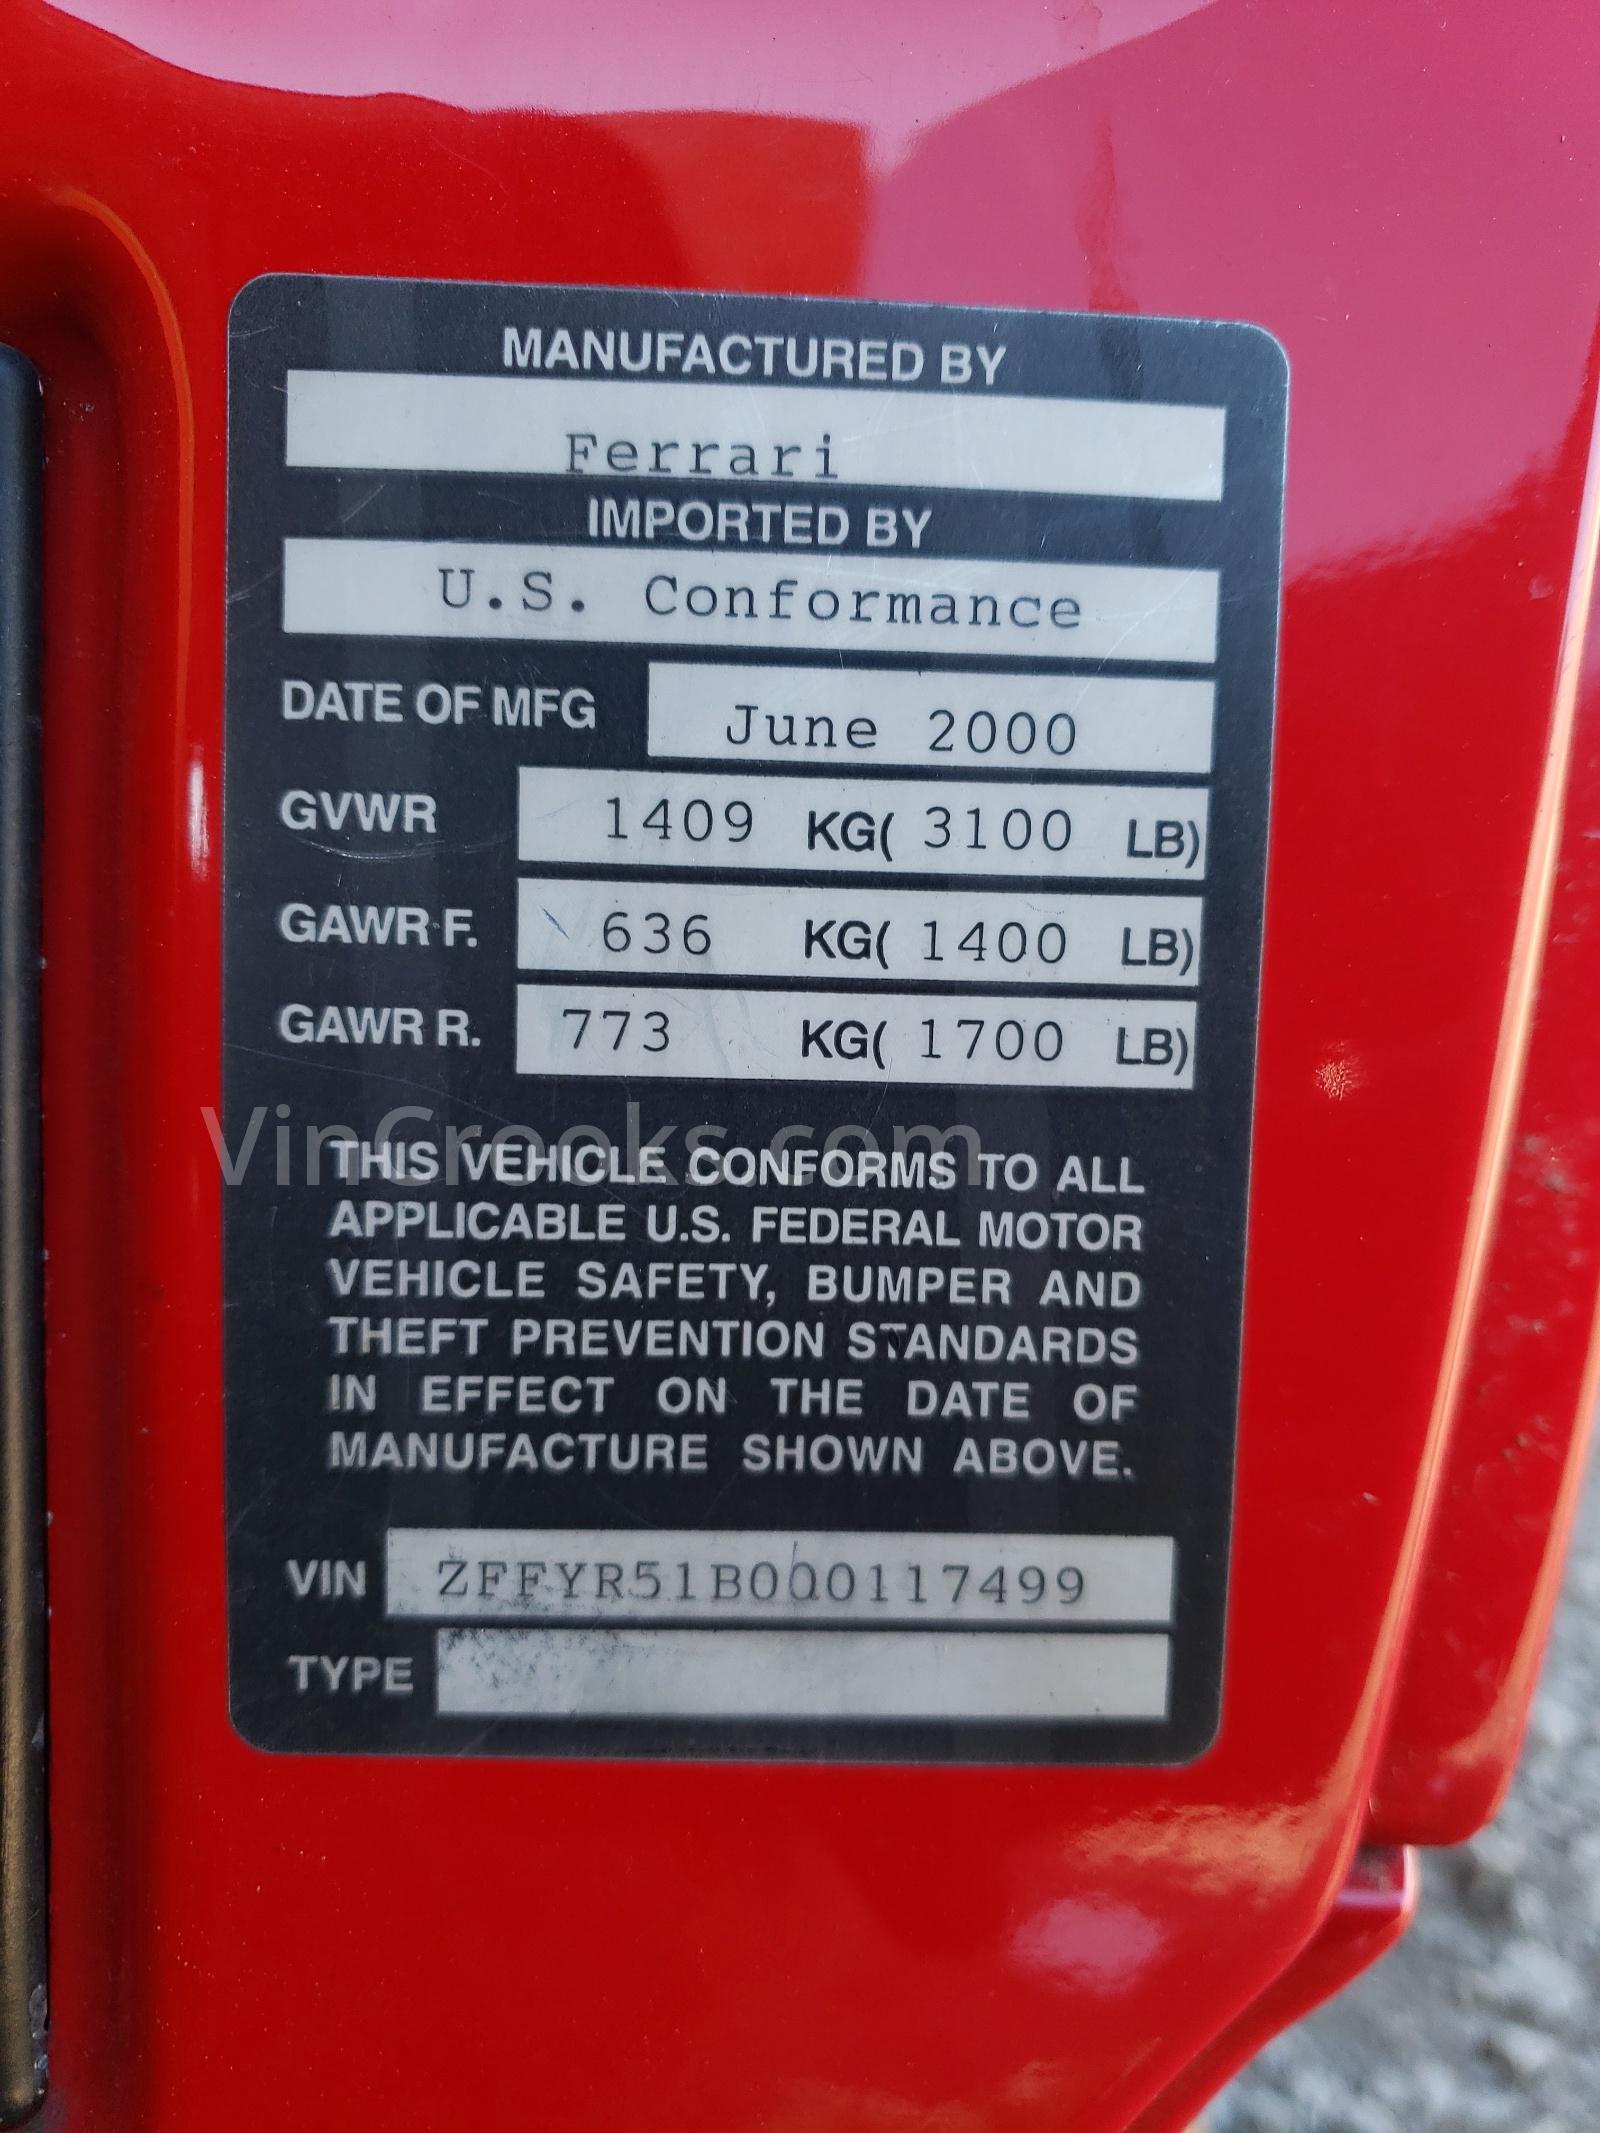 MANUFACTURED BY
Ferrari
IMPORTED BY
U.S. Conformance
DATE OF MFG June 2000
GVWR 1409 KG( 3100 LB)
GAWR F. 636 KG( 1400 LB)
GAWR R. 773 KG( 1700 LB)
VinCrooks.com
THIS VEHICLE CONFORMS TO ALL
APPLICABLE U.S. FEDERAL MOTOR
VEHICLE SAFETY, BUMPER AND
THEFT PREVENTION STANDARDS
IN EFFECT ON THE DATE OF
MANUFACTURE SHOWN ABOVE.
VIN ZFFYR51B000117499
TYPE